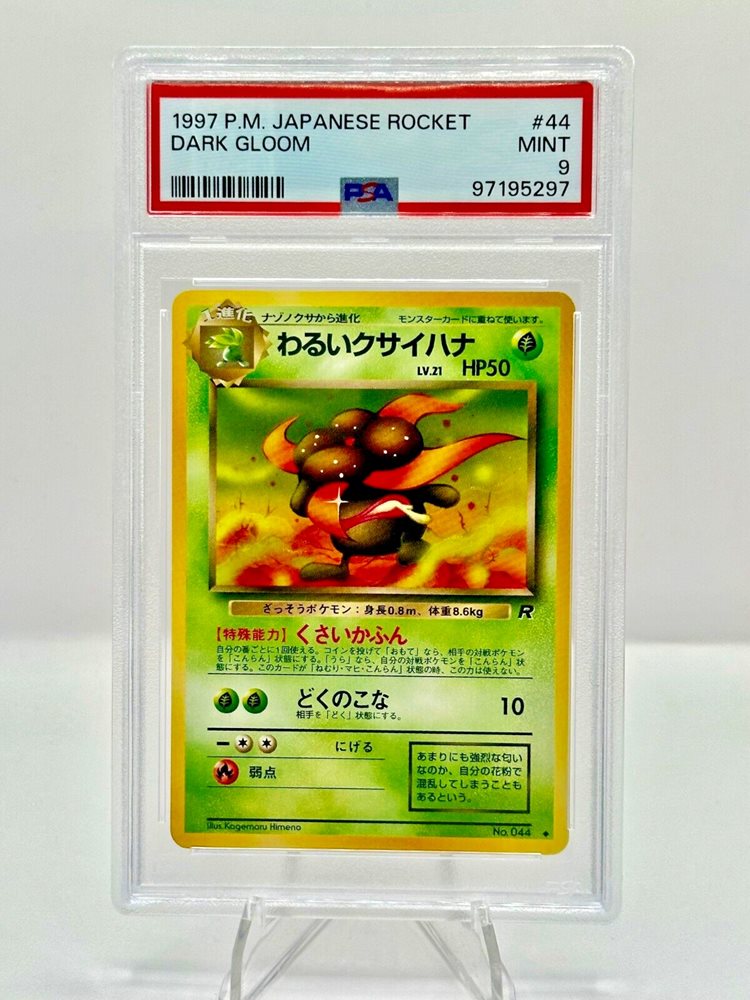 1997 P.M. JAPANESE ROCKET #44
DARK GLOOM MINT
9
PSA 97195297
1進化 ナゾノクサから進化 モンスターカードに重ねて使います。
わるいクサイハナ
LV.21 HP50
ざっそうポケモン：身長0.8m、体重8.6kg R
【特殊能力】くさいかふん
自分の番ごとに1回使える。コインを投げて「おもて」なら、相手の対戦ポケモン
を「こんらん」状態にする。「うら」なら、自分の対戦ポケモンを「こんらん」状
態にする。このカードが「ねむり・マヒ・こんらん」状態の時、この力は使えない。
どくのこな 10
相手を「どく」状態にする。
にげる
弱点
あまりにも強烈な匂い
なのか、自分の花粉で
混乱してしまうことも
あるという。
Illus.Kagemaru Himeno No. 044